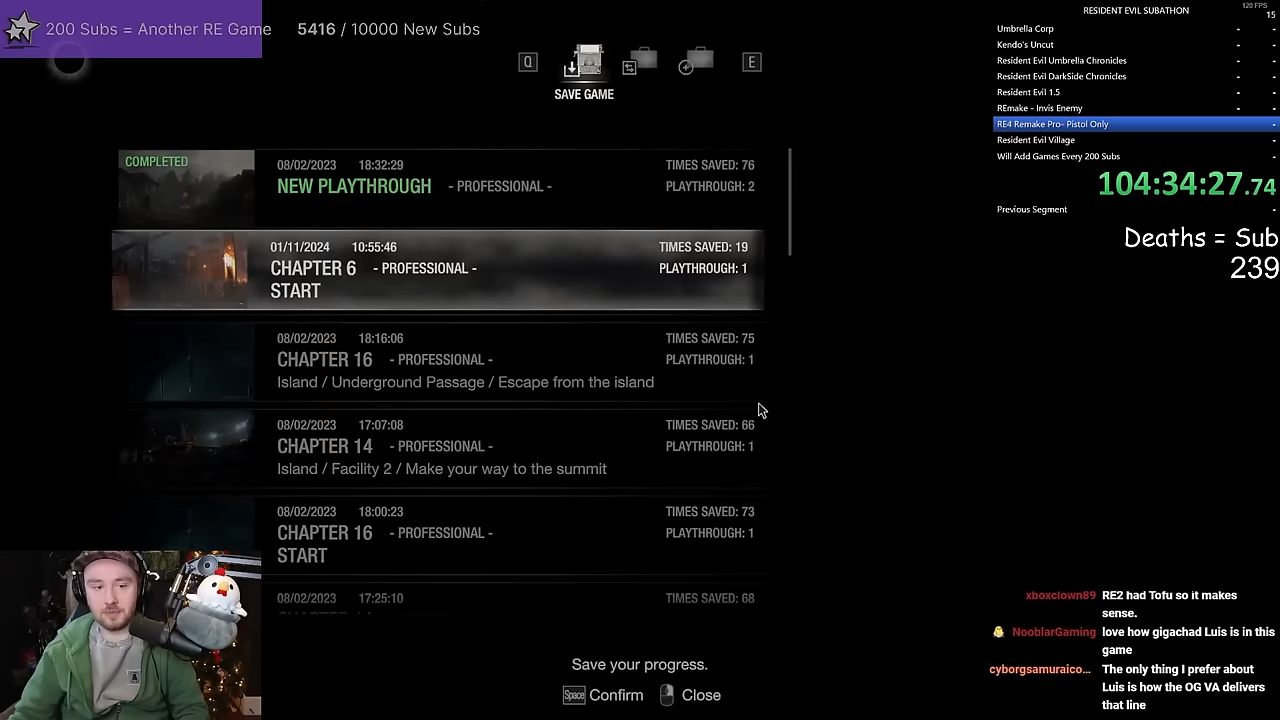 200 Subs = Another RE Game
5416 / 10000 New Subs
Q
E
SAVE GAME
COMPLETED
08/02/2023 18:32:29 TIMES SAVED: 76
NEW PLAYTHROUGH - PROFESSIONAL - PLAYTHROUGH: 2
01/11/2024 10:55:46 TIMES SAVED: 19
CHAPTER 6 - PROFESSIONAL - PLAYTHROUGH: 1
START
08/02/2023 18:16:06 TIMES SAVED: 75
CHAPTER 16 - PROFESSIONAL - PLAYTHROUGH: 1
Island / Underground Passage / Escape from the island
08/02/2023 17:07:08 TIMES SAVED: 66
CHAPTER 14 - PROFESSIONAL - PLAYTHROUGH: 1
Island / Facility 2 / Make your way to the summit
08/02/2023 18:00:23 TIMES SAVED: 73
CHAPTER 16 - PROFESSIONAL - PLAYTHROUGH: 1
START
08/02/2023 17:25:10 TIMES SAVED: 68
Save your progress.
Space Confirm Close
120 FPS
RESIDENT EVIL SUBATHON
15
Umbrella Corp - -
Kendo's Uncut - -
Resident Evil Umbrella Chronicles - -
Resident Evil DarkSide Chronicles - -
Resident Evil 1.5 - -
REmake - Invis Enemy - -
RE4 Remake Pro- Pistol Only -
Resident Evil Village -
Will Add Games Every 200 Subs -
104:34:27.74
Previous Segment -
Deaths = Sub
239
xboxclown89 RE2 had Tofu so it makes
sense.
NooblarGaming love how gigachad Luis is in this
game
cyborgsamuraico... The only thing I prefer about
Luis is how the OG VA delivers
that line